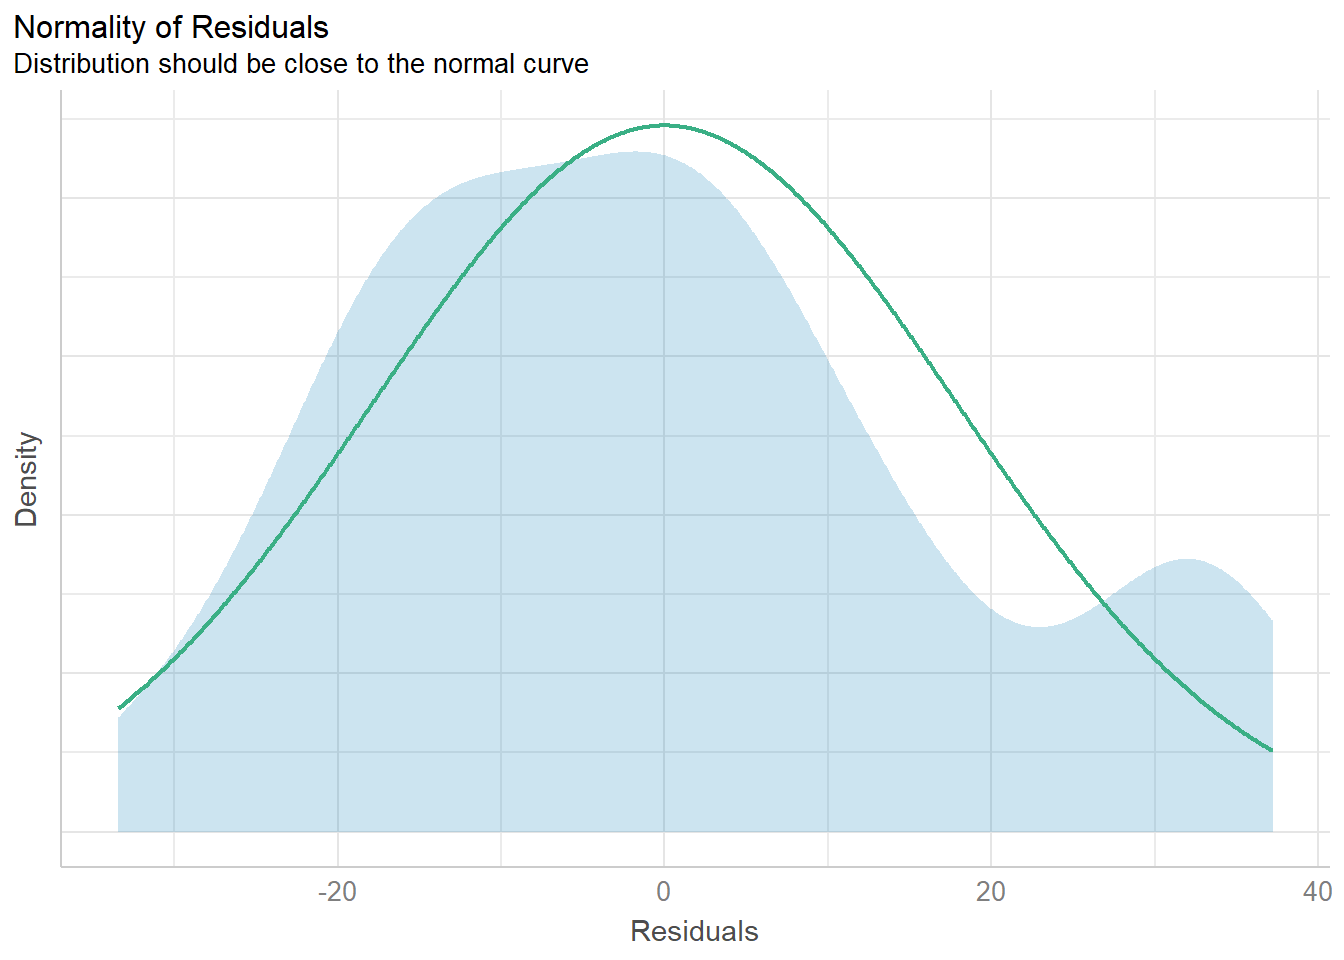 Normality of Residuals
Distribution should be close to the normal curve
Density
-20 0 20 40
Residuals